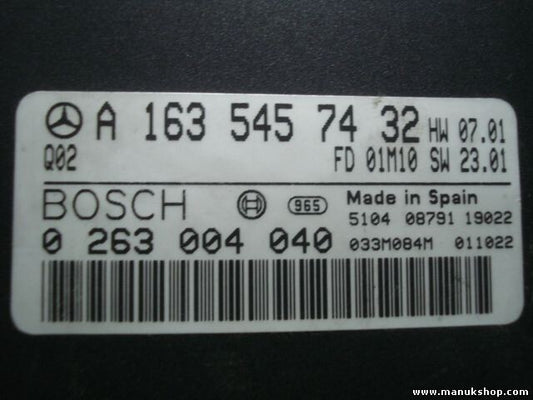 A 163 545 74 32 HW 07.01
Q02 FD 01M10 SW 23.01
BOSCH 965 Made in Spain
5104 08791 19022
0 263 004 040 033M084M 011022
www.manukshop.com